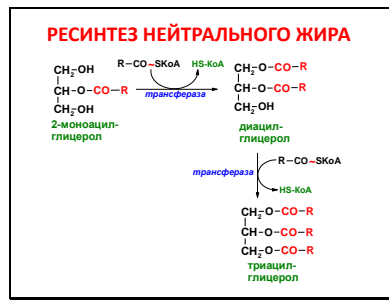 РЕСИНТЕЗ НЕЙТРАЛЬНОГО ЖИРА
CH₂–OH
CH–O–CO–R
CH₂–OH
2-моноацил-
глицерол
R–CO~SKoA
HS-KoA
трансфераза
CH₂–O–CO–R
CH–O–CO–R
CH₂–OH
диацил-
глицерол
трансфераза
R–CO~SKoA
HS-KoA
CH₂–O–CO–R
CH–O–CO–R
CH₂–O–CO–R
триацил-
глицерол